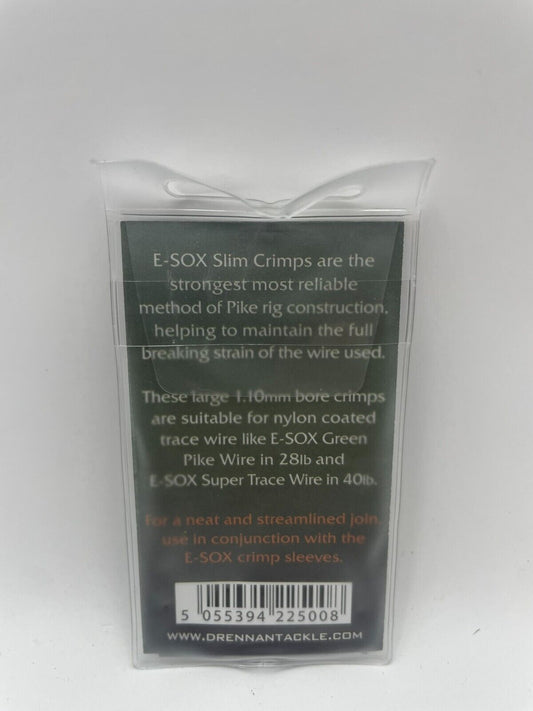 E-SOX Slim Crimps are the
strongest most reliable
method of Pike rig construction,
helping to maintain the full
breaking strain of the wire used.
These large 1.10mm bore crimps
are suitable for nylon coated
trace wire like E-SOX Green
Pike Wire in 28lb and
E-SOX Super Trace Wire in 40lb.
For a neat and streamlined join,
use in conjunction with the
E-SOX crimp sleeves.
5 055394 225008
WWW.DRENNANTACKLE.COM